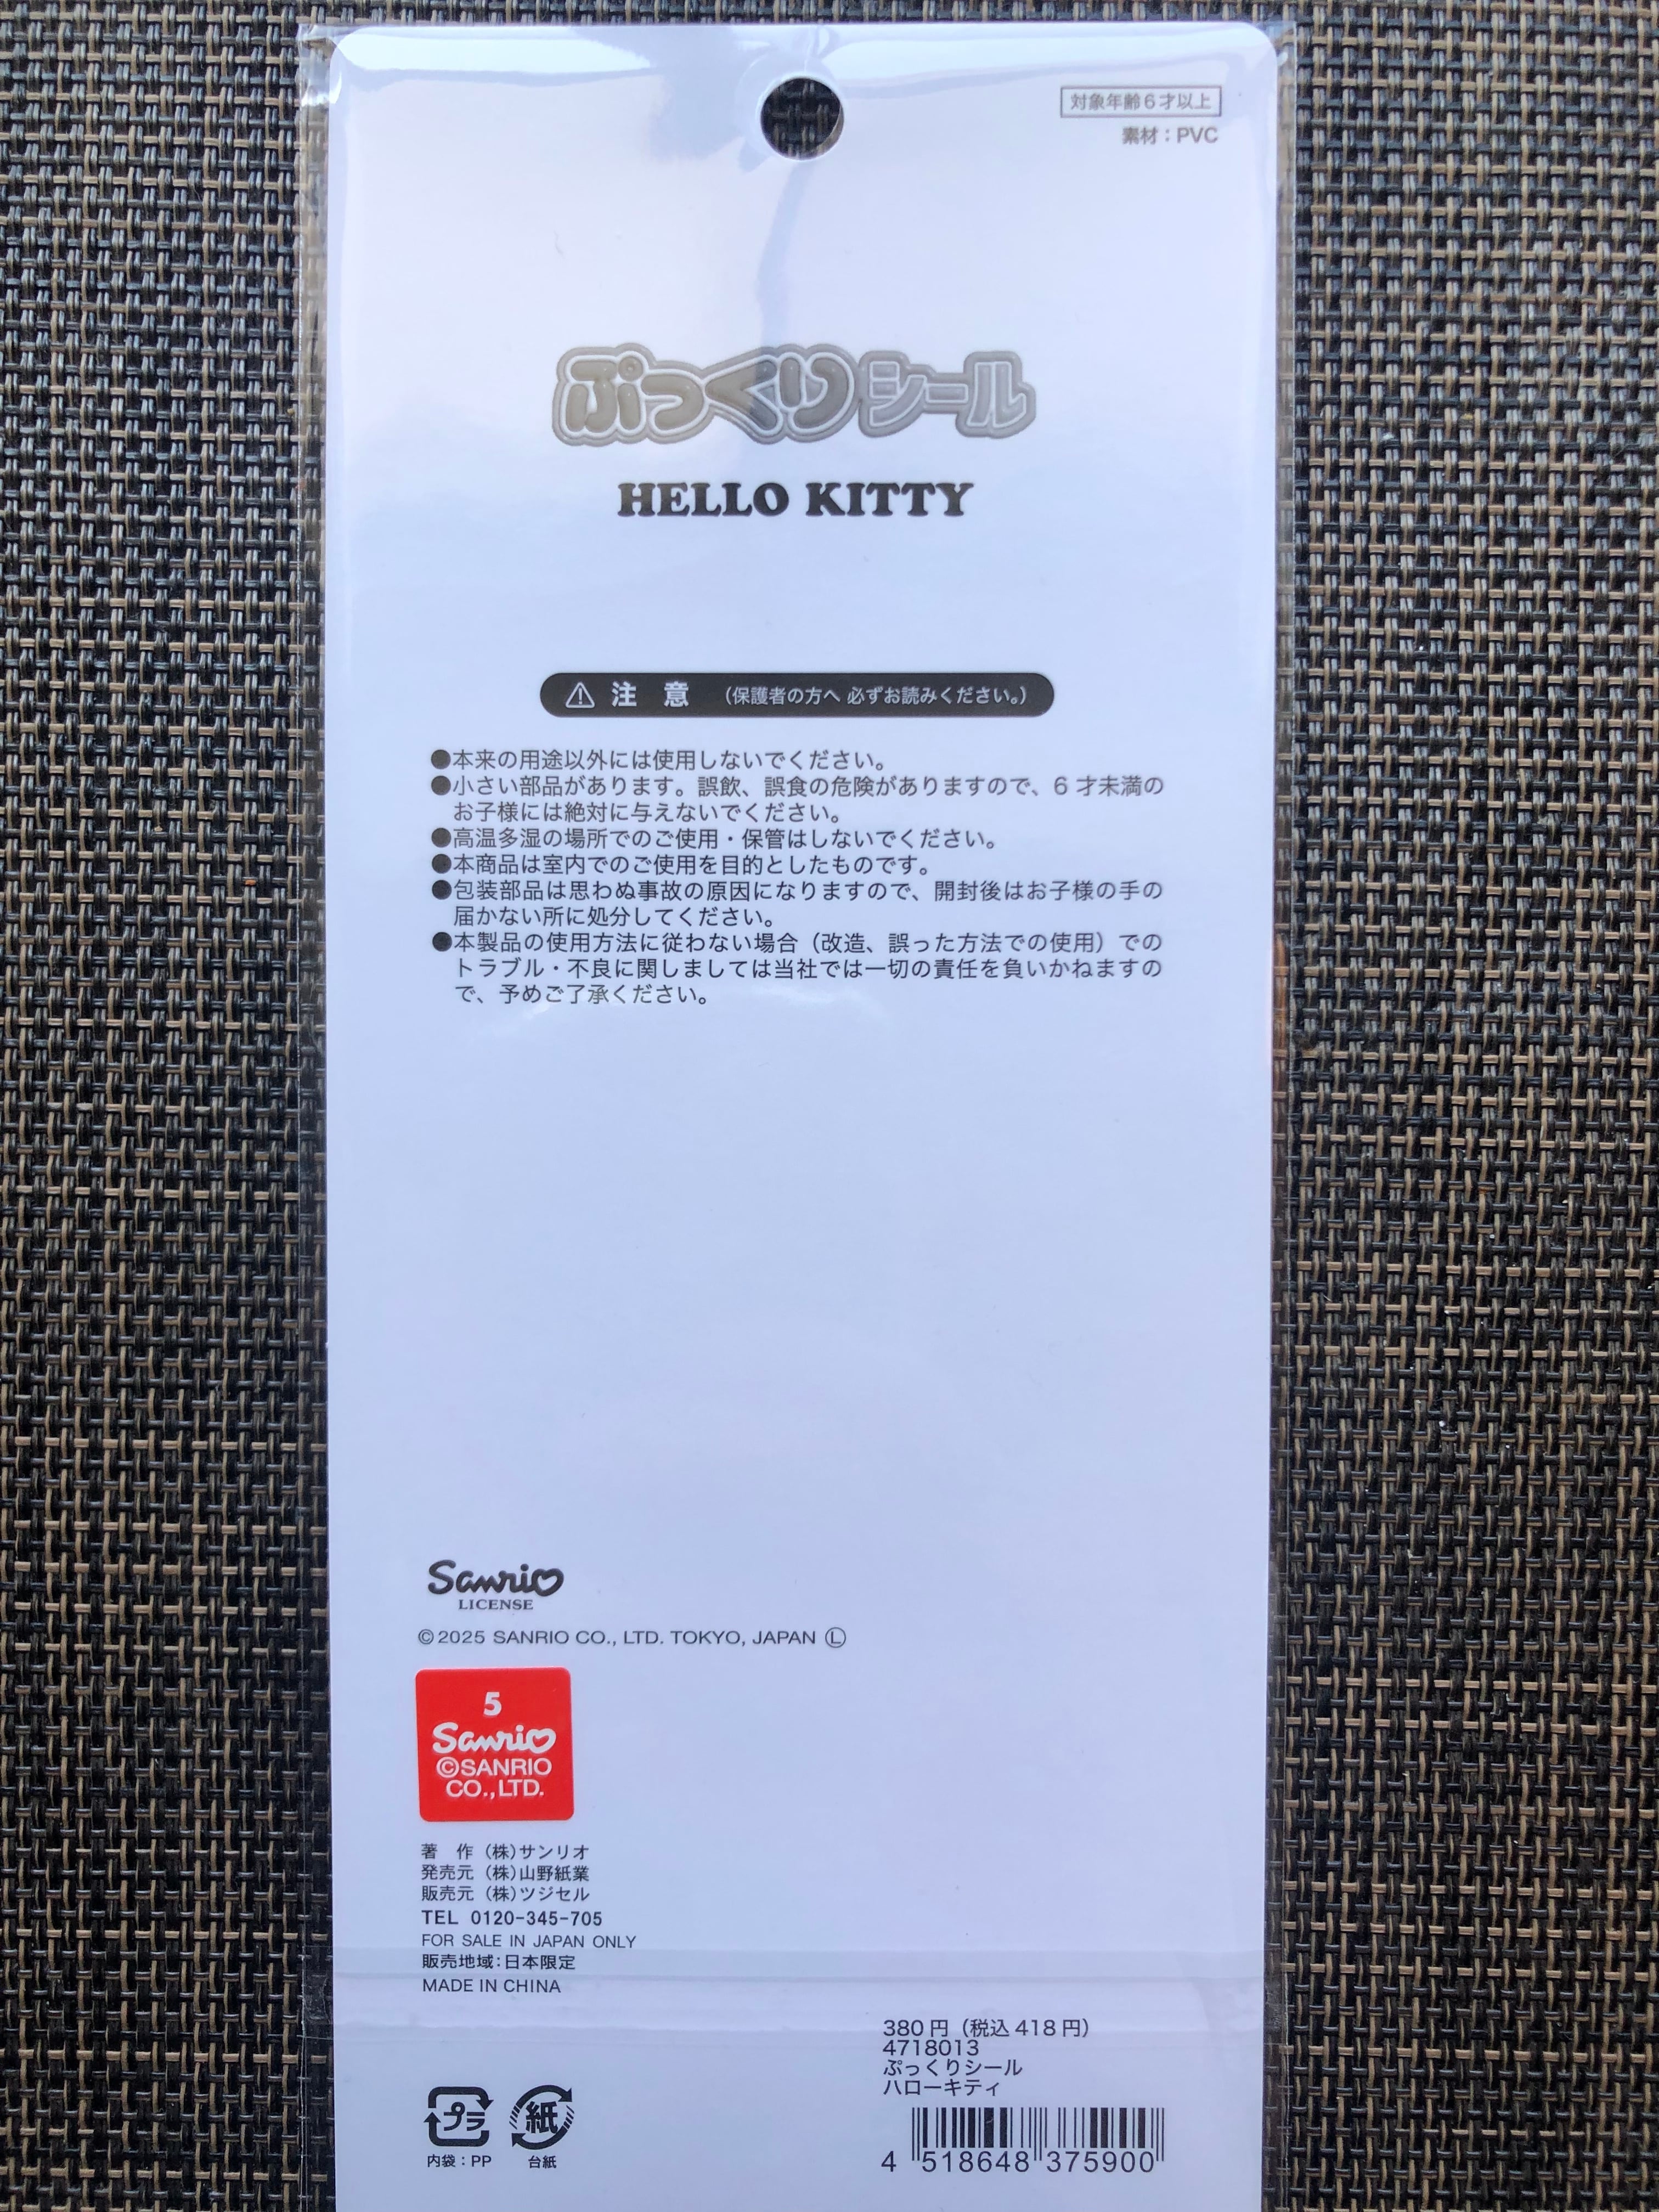 対象年齢6才以上
素材：PVC
ぷっくりシール
HELLO KITTY
注 意 （保護者の方へ 必ずお読みください。）
●本来の用途以外には使用しないでください。
●小さい部品があります。誤飲、誤食の危険がありますので、6 才未満の
お子様には絶対に与えないでください。
●高温多湿の場所でのご使用・保管はしないでください。
●本商品は室内でのご使用を目的としたものです。
●包装部品は思わぬ事故の原因になりますので、開封後はお子様の手の
届かない所に処分してください。
●本製品の使用方法に従わない場合（改造、誤った方法での使用）での
トラブル・不良に関しましては当社では一切の責任を負いかねますの
で、予めご了承ください。
Sanrio
LICENSE
©2025 SANRIO CO., LTD. TOKYO, JAPAN Ⓛ
5
Sanrio
©SANRIO
CO.,LTD.
著　作（株）サンリオ
発売元（株）山野紙業
販売元（株）ツジセル
TEL 0120-345-705
FOR SALE IN JAPAN ONLY
販売地域：日本限定
MADE IN CHINA
380 円（税込 418 円）
4718013
ぷっくりシール
ハローキティ
プラ 紙
内袋：PP 台紙
4 518648 375900